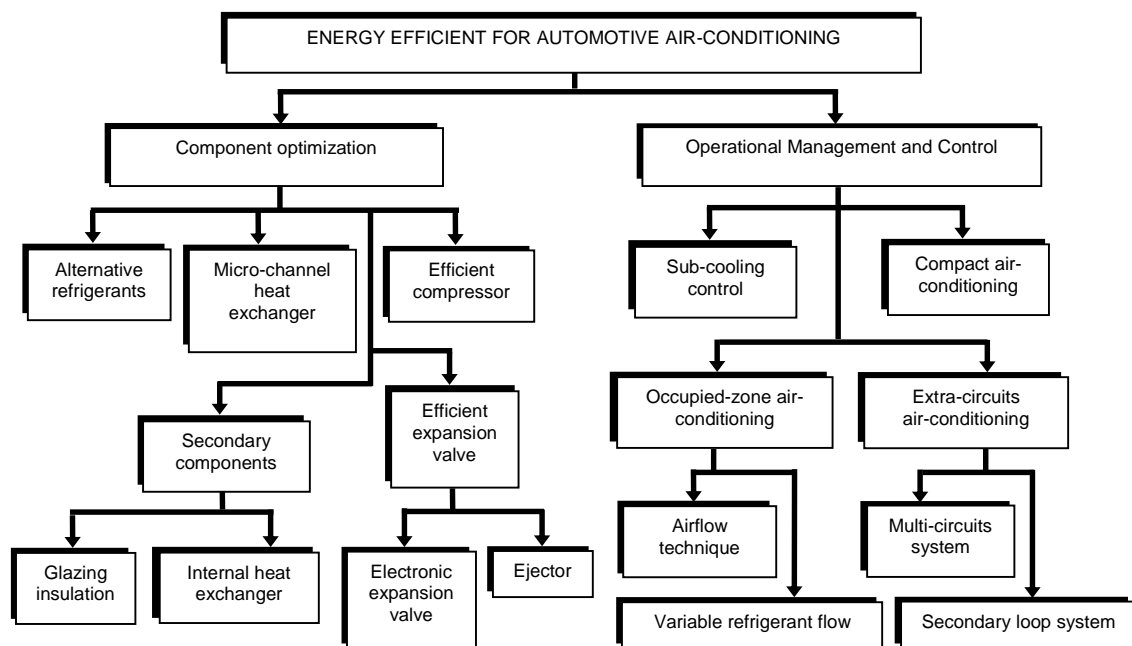 ENERGY EFFICIENT FOR AUTOMOTIVE AIR-CONDITIONING
Component optimization
Operational Management and Control
Alternative
refrigerants
Micro-channel
heat
exchanger
Efficient
compressor
Sub-cooling
control
Compact air-
conditioning
Secondary
components
Efficient
expansion
valve
Occupied-zone air-
conditioning
Extra-circuits
air-conditioning
Glazing
insulation
Internal heat
exchanger
Electronic
expansion
valve
Ejector
Airflow
technique
Multi-circuits
system
Variable refrigerant flow
Secondary loop system